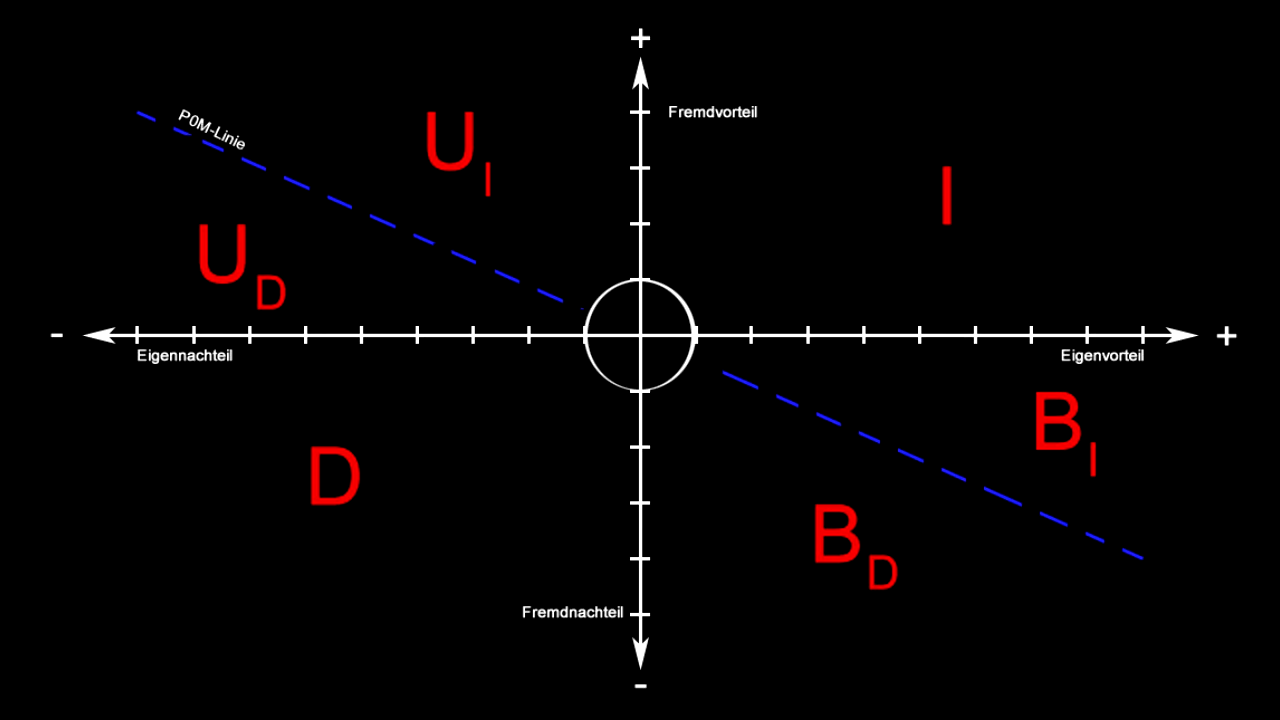 +
P0M-Linie
Fremdvorteil
U
I
I
U
D
-
+
Eigennachteil
Eigenvorteil
B
I
D
B
D
Fremdnachteil
-